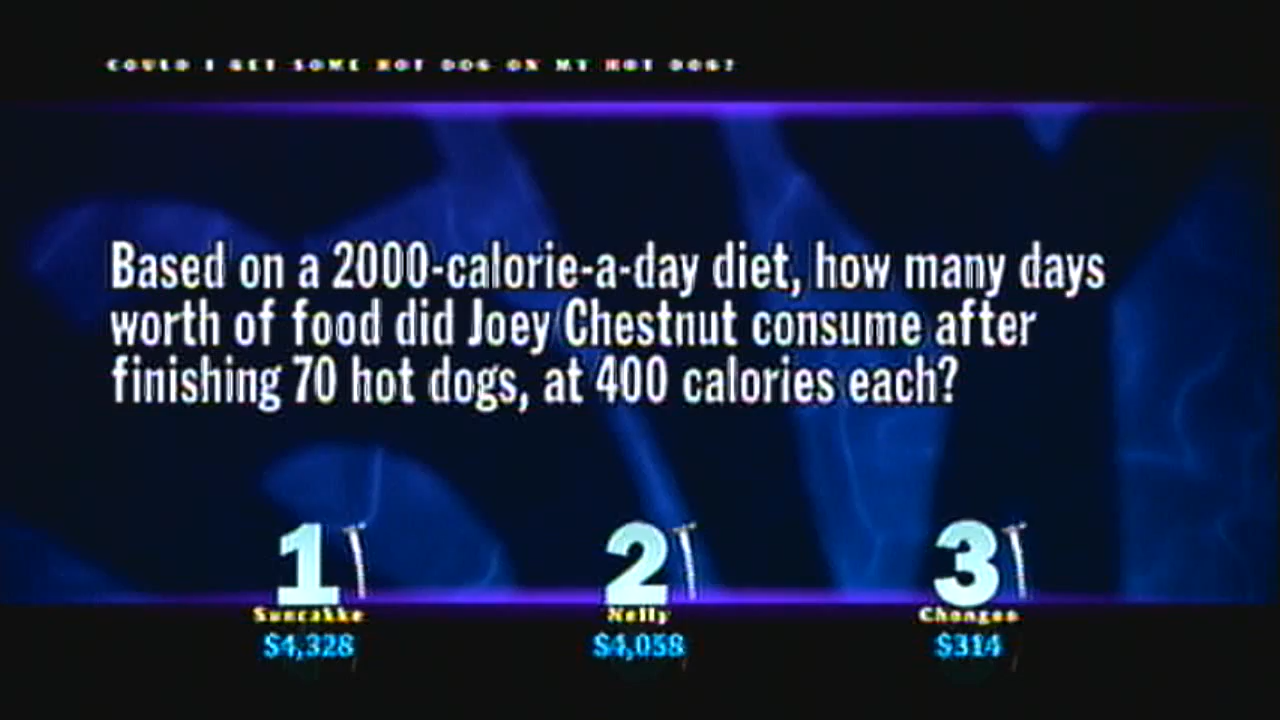 COULD I GET SOME HOT DOG ON MY HOT DOG?
Based on a 2000-calorie-a-day diet, how many days
worth of food did Joey Chestnut consume after
finishing 70 hot dogs, at 400 calories each?
1 2 3
Nelly
$4,328 $4,058 $314